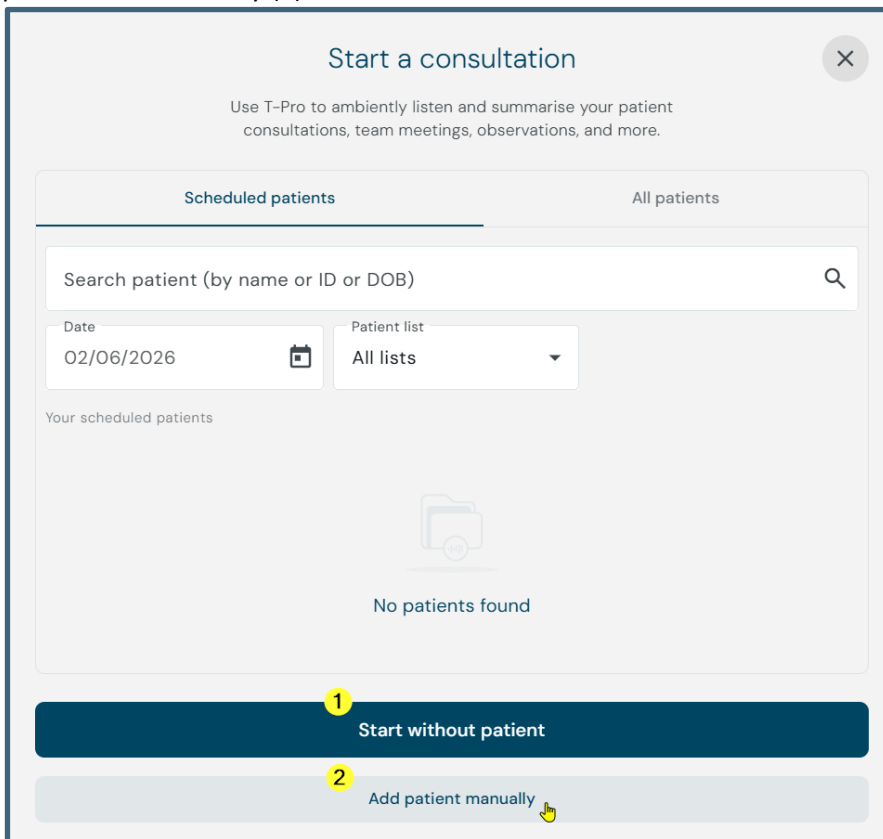 Start a consultation
Use T-Pro to ambiently listen and summarise your patient
consultations, team meetings, observations, and more.
Scheduled patients
All patients
Search patient (by name or ID or DOB)
Date
Patient list
02/06/2026
All lists
Your scheduled patients
No patients found
1
Start without patient
2
Add patient manually